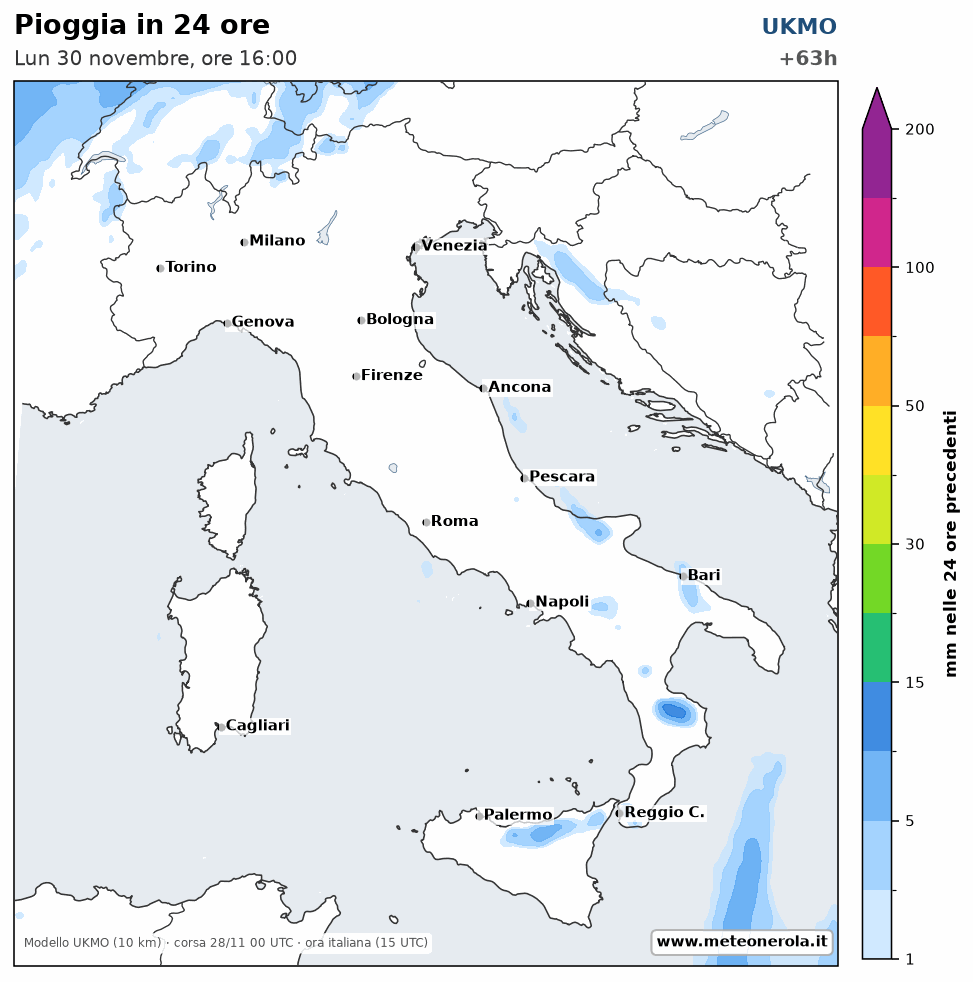 Pioggia in 24 ore
UKMO
Lun 30 novembre, ore 16:00
+63h
200
100
50
30
15
5
1
mm nelle 24 ore precedenti
Milano
Venezia
Torino
Genova
Bologna
Firenze
Ancona
Pescara
Roma
Bari
Napoli
Cagliari
Palermo
Reggio C.
Modello UKMO (10 km) · corsa 28/11 00 UTC · ora italiana (15 UTC)
www.meteonerola.it